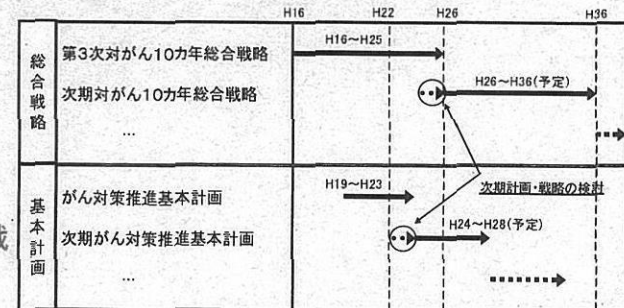 H16 H22 H26 H36
総合戦略
第3次対がん10カ年総合戦略 H16～H25
次期対がん10カ年総合戦略 H26～H36(予定)
…
次期計画・戦略の検討
基本計画
がん対策推進基本計画 H19～H23
次期がん対策推進基本計画 H24～H28(予定)
…